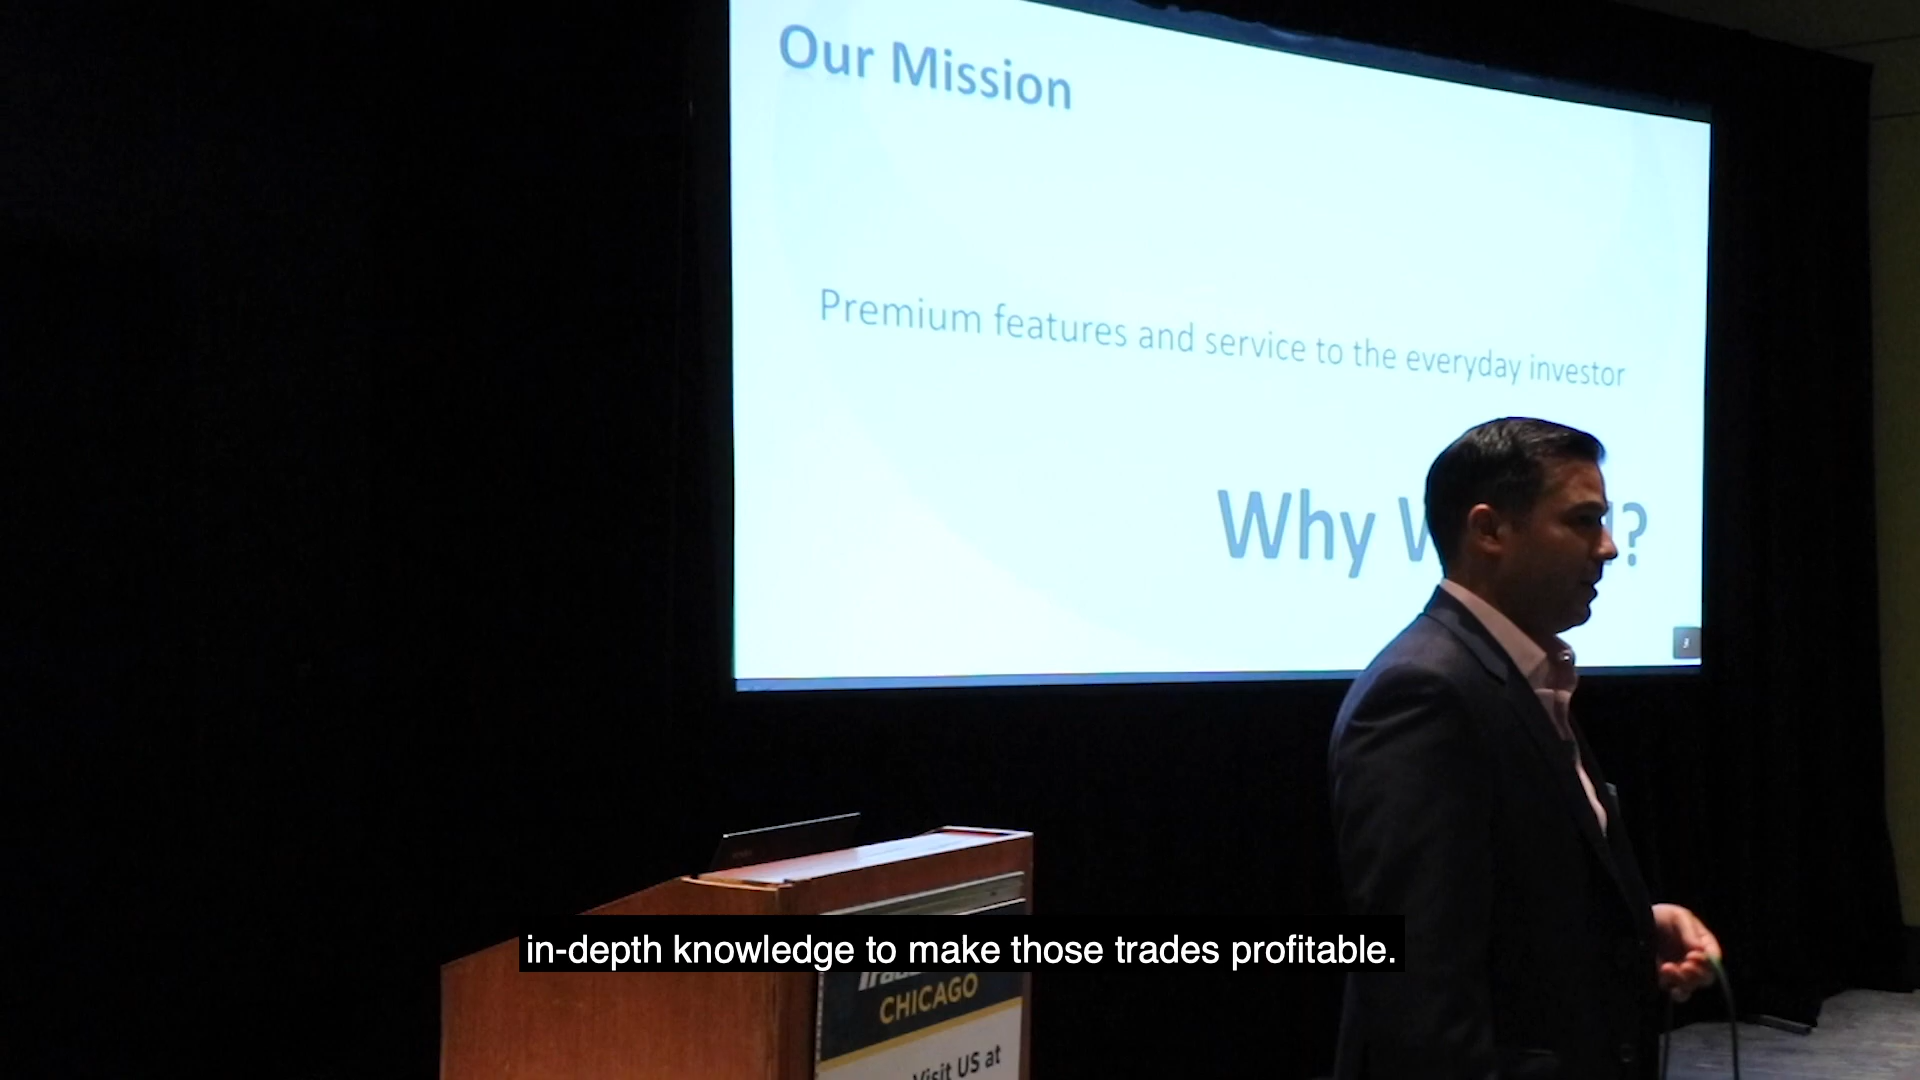 Our Mission
Premium features and service to the everyday investor
Why
in-depth knowledge to make those trades profitable.
CHICAGO
Visit US at